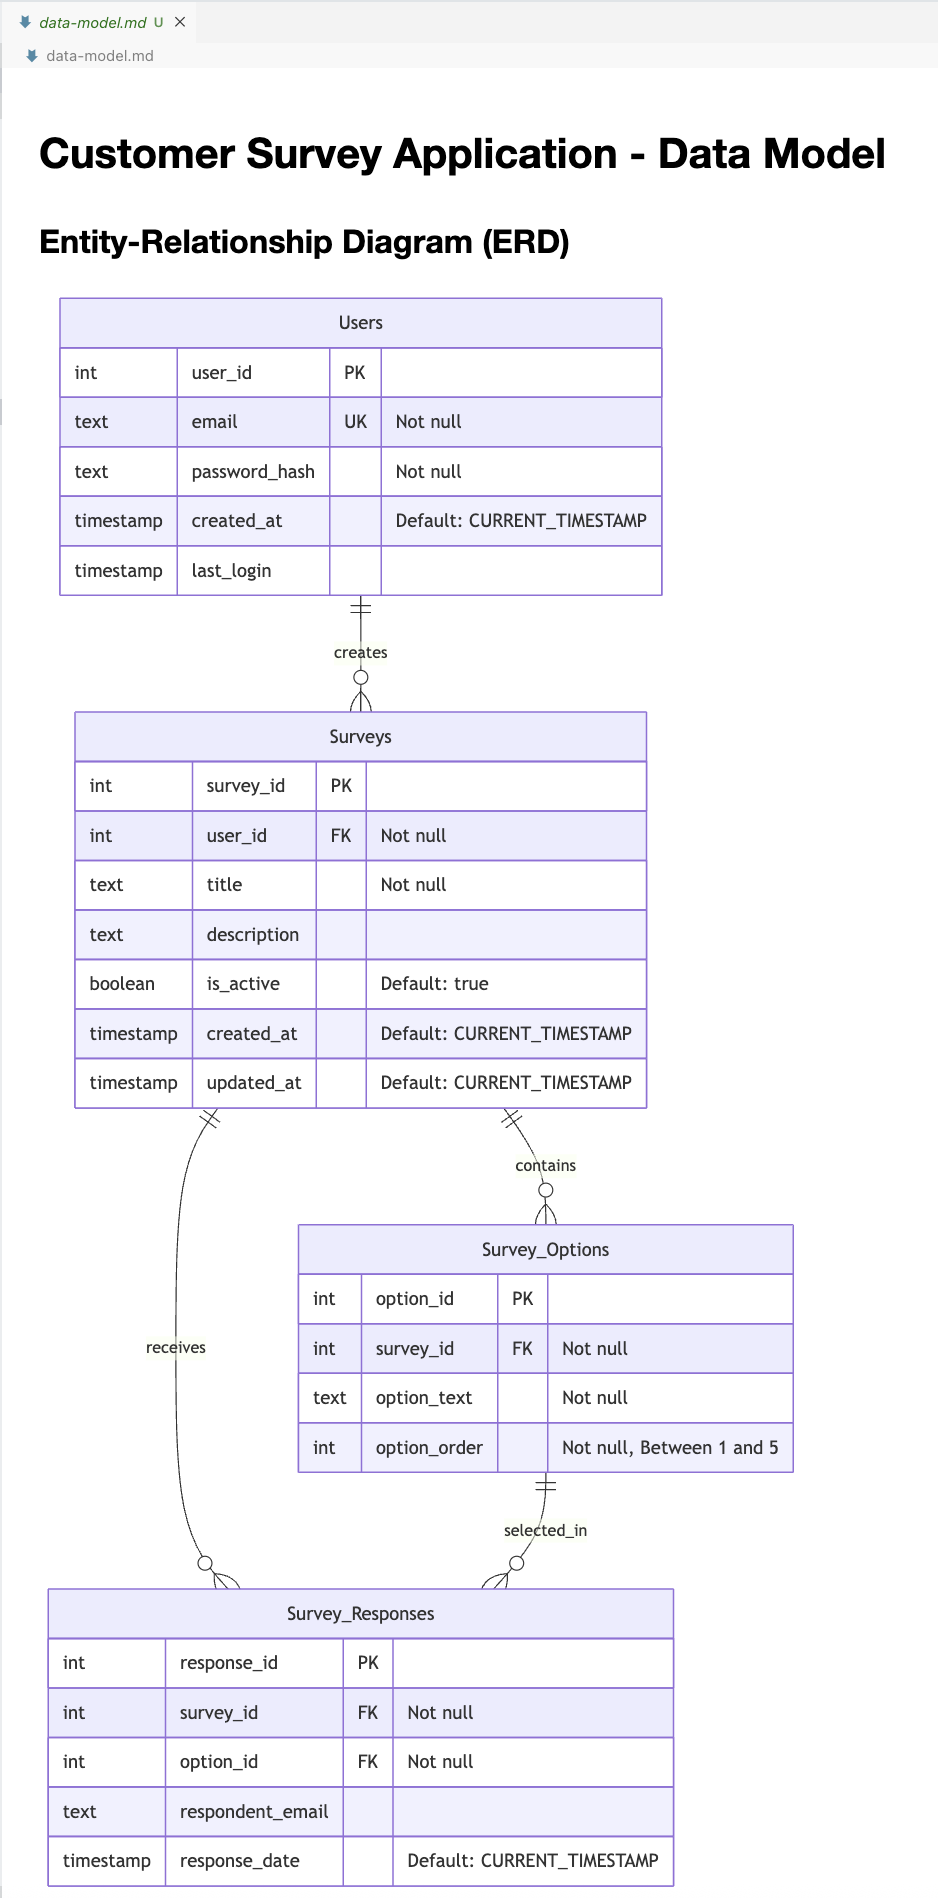 data-model.md U
data-model.md
Customer Survey Application - Data Model
Entity-Relationship Diagram (ERD)
Users
int user_id PK
text email UK Not null
text password_hash Not null
timestamp created_at Default: CURRENT_TIMESTAMP
timestamp last_login
creates
Surveys
int survey_id PK
int user_id FK Not null
text title Not null
text description
boolean is_active Default: true
timestamp created_at Default: CURRENT_TIMESTAMP
timestamp updated_at Default: CURRENT_TIMESTAMP
contains
Survey_Options
int option_id PK
int survey_id FK Not null
text option_text Not null
int option_order Not null, Between 1 and 5
receives
selected_in
Survey_Responses
int response_id PK
int survey_id FK Not null
int option_id FK Not null
text respondent_email
timestamp response_date Default: CURRENT_TIMESTAMP